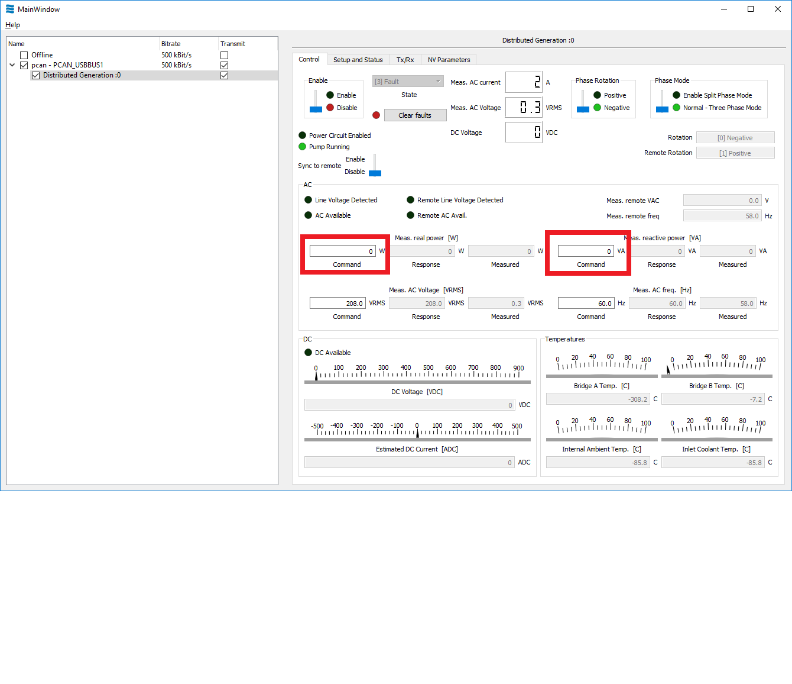 MainWindow
Help
Name Bitrate Transmit
Offline 500 kBit/s
pcan - PCAN_USBBUS1 500 kBit/s
Distributed Generation :0
Distributed Generation :0
Control Setup and Status Tx/Rx NV Parameters
Enable
Enable
Disable
[3] Fault
State
Clear faults
Meas. AC current 2 A
Meas. AC Voltage 0.3 VRMS
DC Voltage 0 VDC
Phase Rotation
Positive
Negative
Phase Mode
Enable Split Phase Mode
Normal - Three Phase Mode
Power Circuit Enabled
Pump Running
Sync to remote
Enable
Disable
Rotation [0] Negative
Remote Rotation [1] Positive
AC
Line Voltage Detected Remote Line Voltage Detected
AC Available Remote AC Avail.
Meas. remote VAC 0.0 V
Meas. remote freq 58.0 Hz
Meas. real power [W]
0 W 0 W 0 W
Command Response Measured
Meas. reactive power [VA]
0 VA 0 VA 0 VA
Command Response Measured
Meas. AC Voltage [VRMS]
208.0 VRMS 208.0 VRMS 0.3 VRMS
Command Response Measured
Meas. AC freq. [Hz]
60.0 Hz 60.0 Hz 58.0 Hz
Command Response Measured
DC
DC Available
0 100 200 300 400 500 600 700 800 900
DC Voltage [VDC]
0 VDC
-500 -400 -300 -200 -100 0 100 200 300 400 500
Estimated DC Current [ADC]
0 ADC
Temperatures
0 20 40 60 80 100
Bridge A Temp. [C]
-308.2 C
0 20 40 60 80 100
Bridge B Temp. [C]
-7.2 C
0 20 40 60 80 100
Internal Ambient Temp. [C]
-85.8 C
0 20 40 60 80 100
Inlet Coolant Temp. [C]
-85.8 C